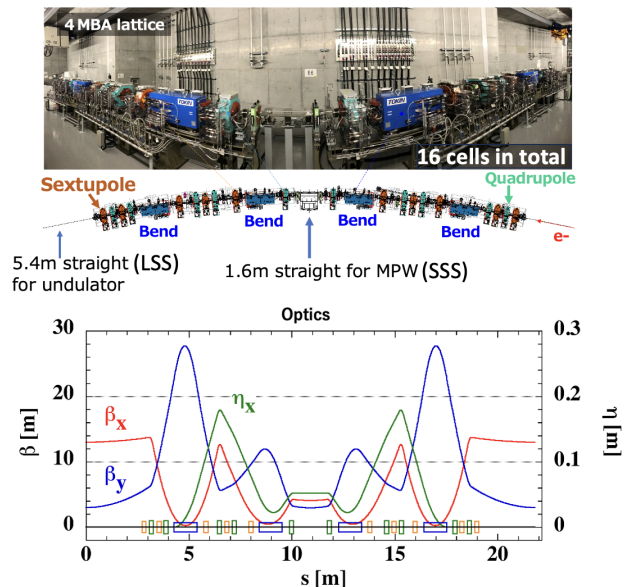 4 MBA lattice
TOKIN
16 cells in total
Sextupole
Quadrupole
Bend
Bend
Bend
Bend
e-
5.4m straight (LSS)
for undulator
1.6m straight for MPW (SSS)
Optics
30
20
10
0
β [m]
βx
βy
ηx
0.3
0.2
0.1
0
η [m]
0
5
10
15
20
s [m]